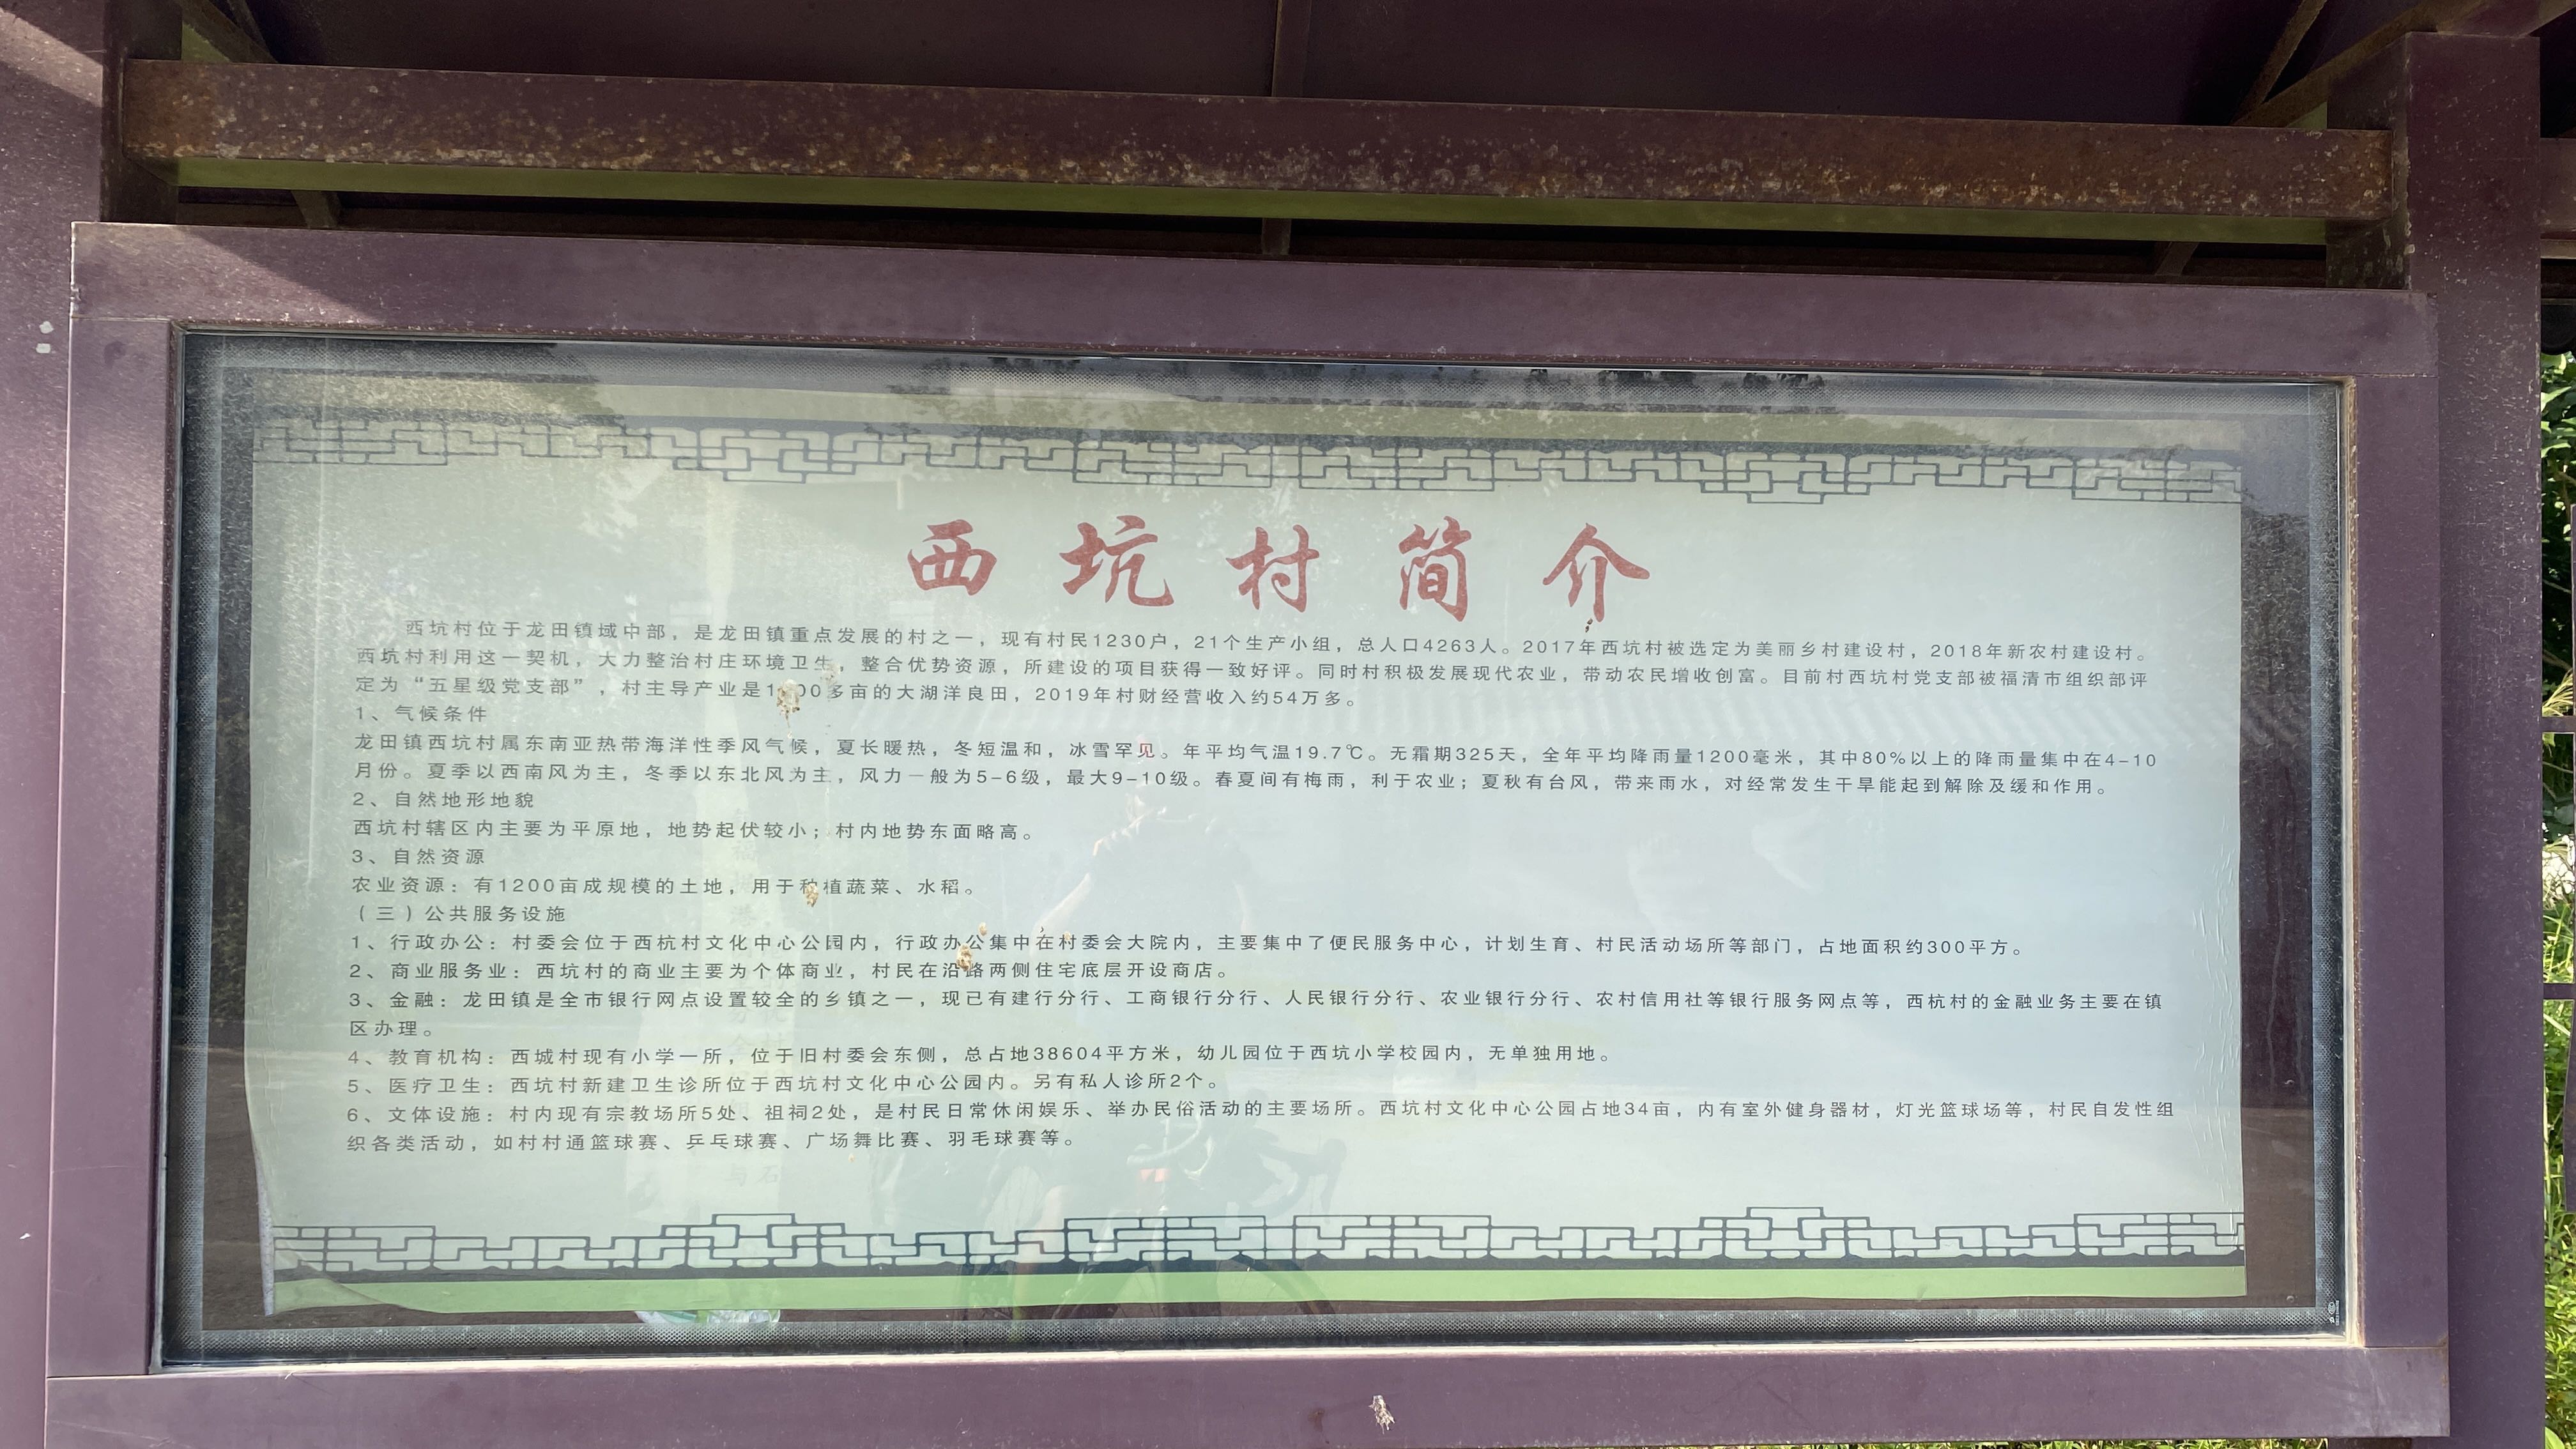 西坑村简介
西坑村位于龙田镇域中部，是龙田镇重点发展的村之一，现有村民1230户，21个生产小组，总人口4263人。2017年西坑村被选定为美丽乡村建设村，2018年新农村建设村。
西坑村利用这一契机，大力整治村庄环境卫生，整合优势资源，所建设的项目获得一致好评。同时村积极发展现代农业，带动农民增收创富。目前村西坑村党支部被福清市组织部评
定为“五星级党支部”，村主导产业是1 00多亩的大湖洋良田，2019年村财经营收入约54万多。
1、气候条件
龙田镇西坑村属东南亚热带海洋性季风气候，夏长暖热，冬短温和，冰雪罕见。年平均气温19.7℃。无霜期325天，全年平均降雨量1200毫米，其中80%以上的降雨量集中在4-10
月份。夏季以西南风为主，冬季以东北风为主，风力一般为5-6级，最大9-10级。春夏间有梅雨，利于农业；夏秋有台风，带来雨水，对经常发生干旱能起到解除及缓和作用。
2、自然地形地貌
西坑村辖区内主要为平原地，地势起伏较小；村内地势东面略高。
3、自然资源
农业资源：有1200亩成规模的土地，用于种植蔬菜、水稻。
（三）公共服务设施
1、行政办公：村委会位于西杭村文化中心公园内，行政办公集中在村委会大院内，主要集中了便民服务中心，计划生育、村民活动场所等部门，占地面积约300平方。
2、商业服务业：西坑村的商业主要为个体商业，村民在沿路两侧住宅底层开设商店。
3、金融：龙田镇是全市银行网点设置较全的乡镇之一，现已有建行分行、工商银行分行、人民银行分行、农业银行分行、农村信用社等银行服务网点等，西杭村的金融业务主要在镇
区办理。
4、教育机构：西城村现有小学一所，位于旧村委会东侧，总占地38604平方米，幼儿园位于西坑小学校园内，无单独用地。
5、医疗卫生：西坑村新建卫生诊所位于西坑村文化中心公园内。另有私人诊所2个。
6、文体设施：村内现有宗教场所5处、祖祠2处，是村民日常休闲娱乐、举办民俗活动的主要场所。西坑村文化中心公园占地34亩，内有室外健身器材，灯光篮球场等，村民自发性组
织各类活动，如村村通篮球赛、乒乓球赛、广场舞比赛、羽毛球赛等。